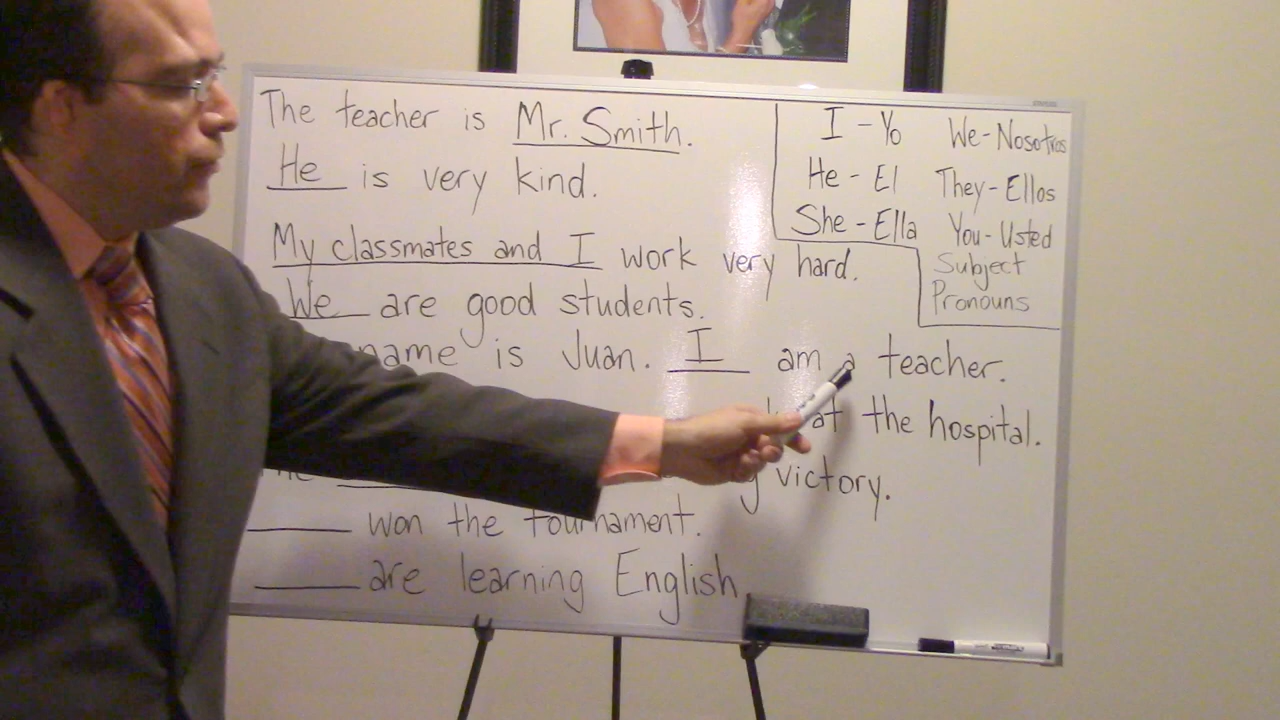 The teacher is Mr. Smith.
He is very kind.
My classmates and I work very hard.
We are good students.
name is Juan. I am a teacher.
at the hospital.
victory.
won the tournament.
are learning English
I - Yo We - Nosotros
He - El They - Ellos
She - Ella You - Usted
Subject
Pronouns